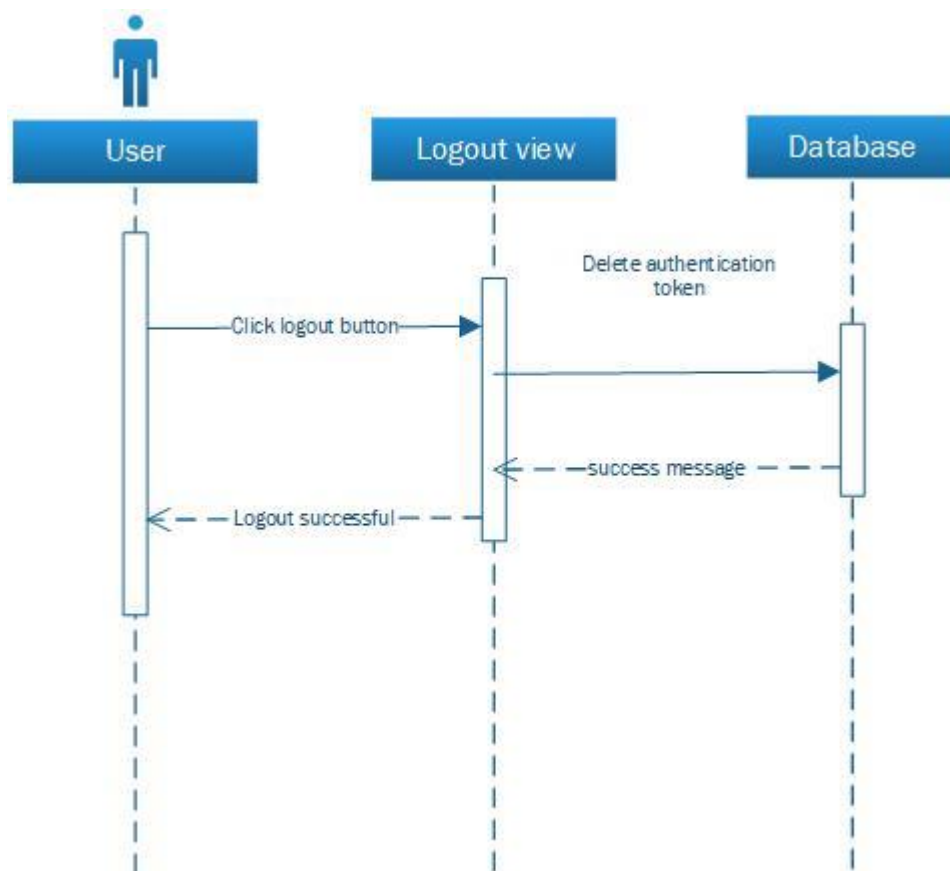 User
Logout view
Database
Delete authentication
token
Click logout button
success message
Logout successful